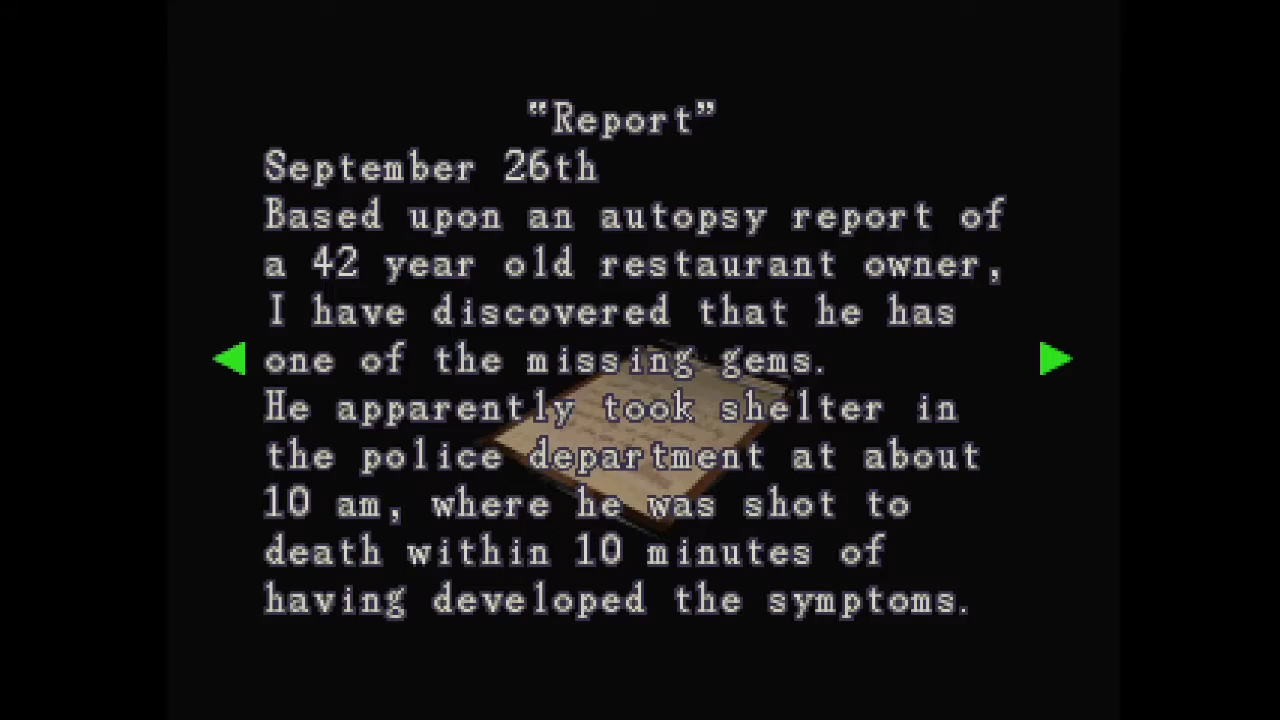 "Report"
September 26th
Based upon an autopsy report of
a 42 year old restaurant owner,
I have discovered that he has
one of the missing gems.
He apparently took shelter in
the police department at about
10 am, where he was shot to
death within 10 minutes of
having developed the symptoms.